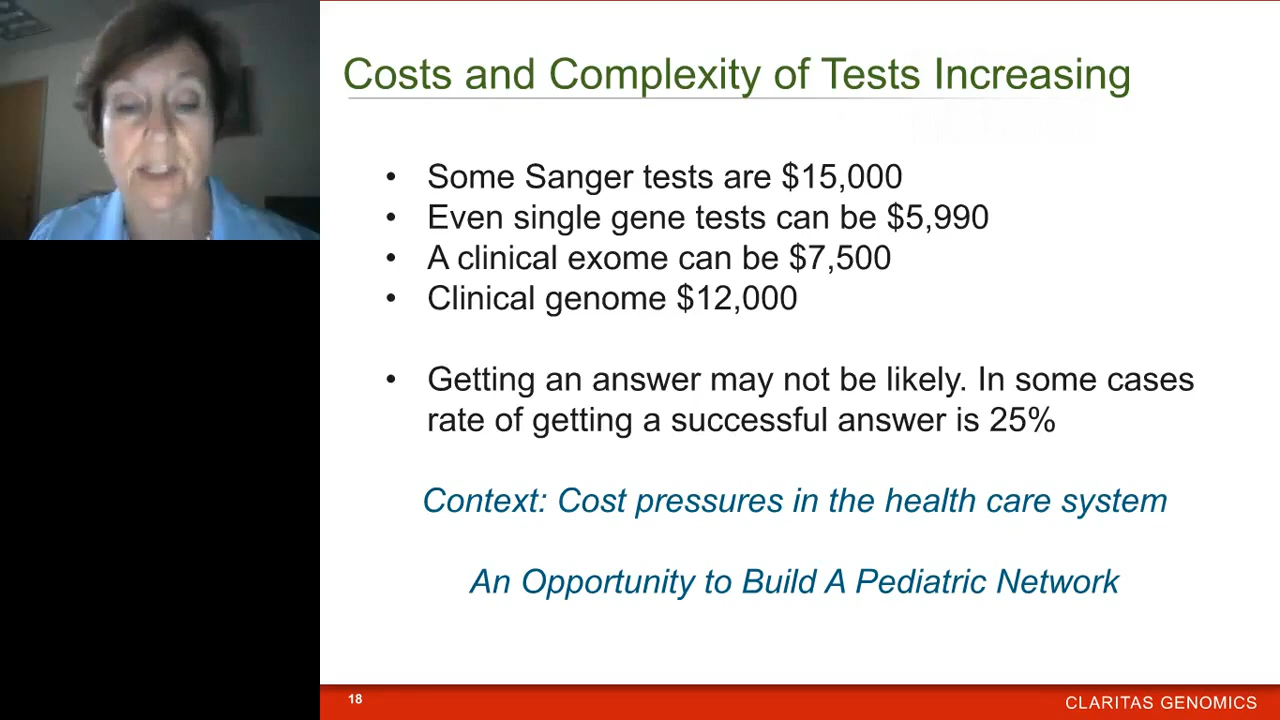 Costs and Complexity of Tests Increasing
• Some Sanger tests are $15,000
• Even single gene tests can be $5,990
• A clinical exome can be $7,500
• Clinical genome $12,000
• Getting an answer may not be likely. In some cases
rate of getting a successful answer is 25%
Context: Cost pressures in the health care system
An Opportunity to Build A Pediatric Network
18
CLARITAS GENOMICS